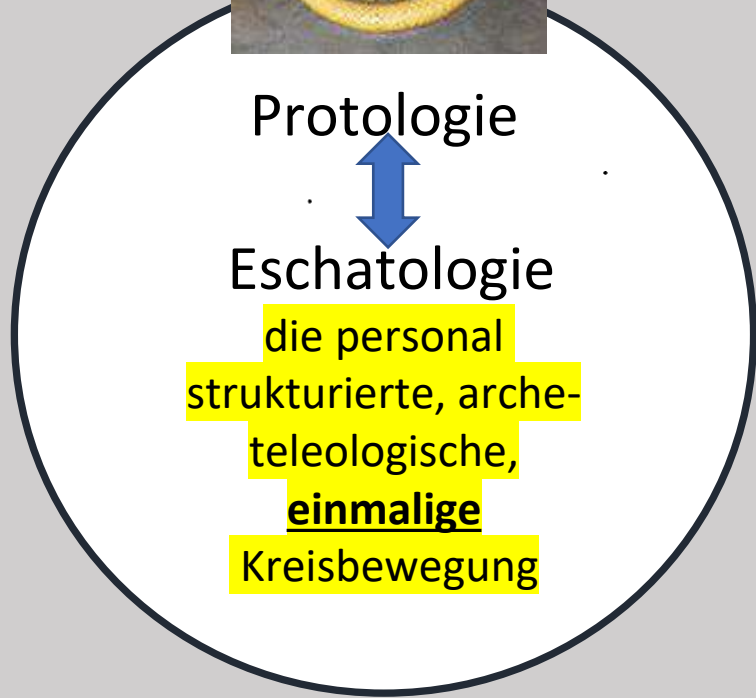 Protologie
Eschatologie
die personal
strukturierte, arche-
teleologische,
einmalige
Kreisbewegung